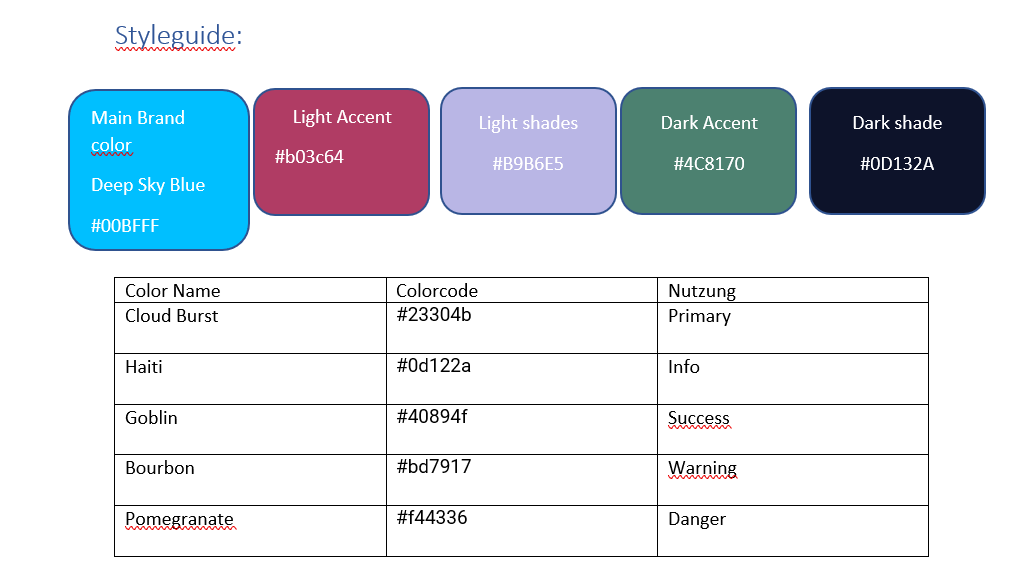 Styleguide:
Main Brand
color
Deep Sky Blue
#00BFFF
Light Accent
#b03c64
Light shades
#B9B6E5
Dark Accent
#4C8170
Dark shade
#0D132A
Color Name Colorcode Nutzung
Cloud Burst #23304b Primary
Haiti #0d122a Info
Goblin #40894f Success
Bourbon #bd7917 Warning
Pomegranate #f44336 Danger